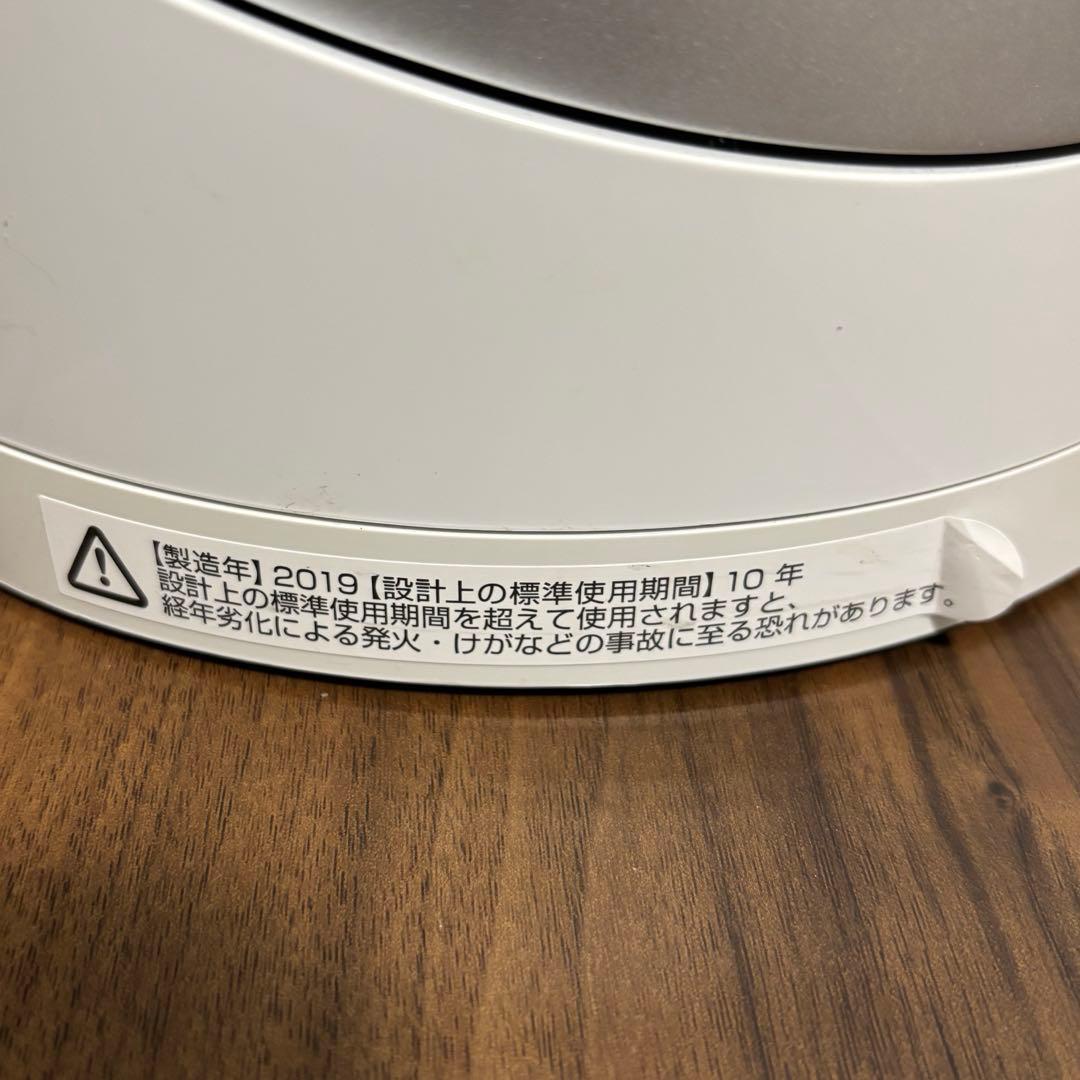 【製造年】2019【設計上の標準使用期間】10 年
設計上の標準使用期間を超えて使用されますと、
経年劣化による発火・けがなどの事故に至る恐れがあります。